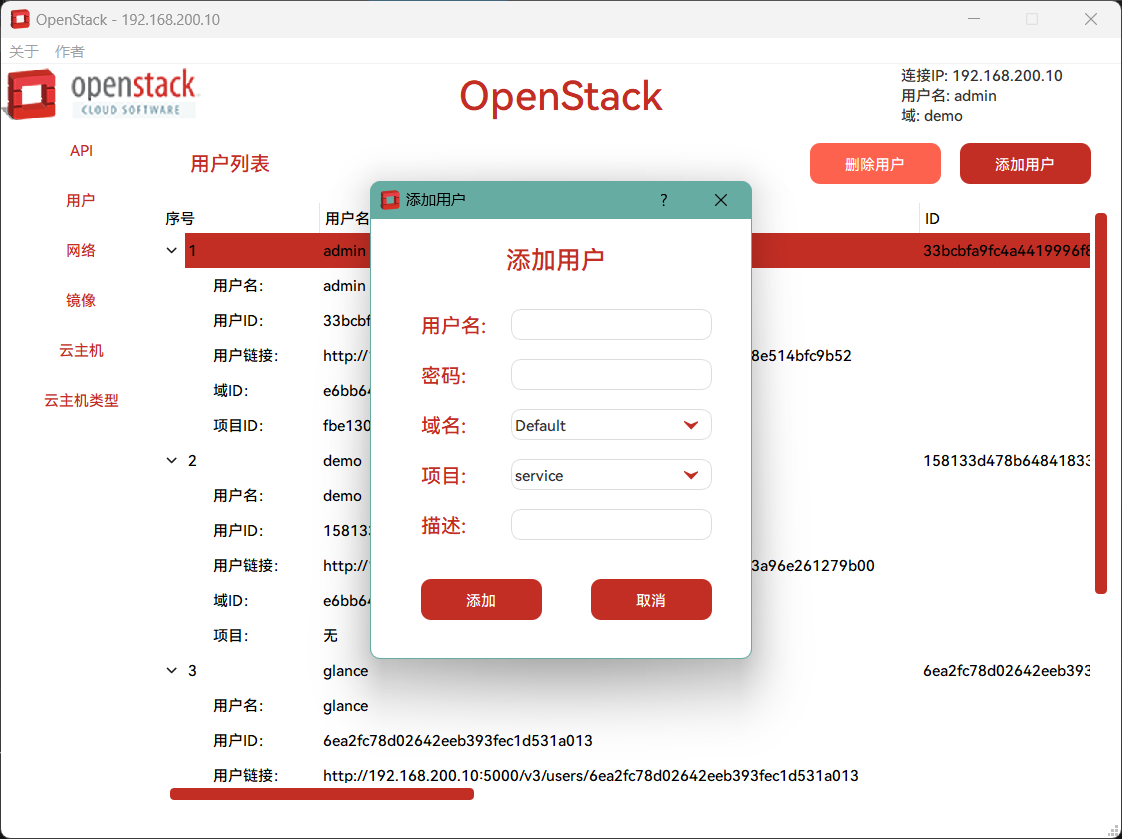 OpenStack - 192.168.200.10
关于 作者
openstack
CLOUD SOFTWARE
OpenStack
连接IP: 192.168.200.10
用户名: admin
域: demo
API
用户
网络
镜像
云主机
云主机类型
用户列表
删除用户
添加用户
序号 用户名 ID
1 admin 33bcbfa9fc4a4419996f8
用户名: admin
用户ID: 33bcbf
用户链接: http:// 8e514bfc9b52
域ID: e6bb64
项目ID: fbe130
2 demo 158133d478b64841833
用户名: demo
用户ID: 158133
用户链接: http:// 3a96e261279b00
域ID: e6bb64
项目: 无
3 glance 6ea2fc78d02642eeb393
用户名: glance
用户ID: 6ea2fc78d02642eeb393fec1d531a013
用户链接: http://192.168.200.10:5000/v3/users/6ea2fc78d02642eeb393fec1d531a013
添加用户 ?
添加用户
用户名:
密码:
域名: Default
项目: service
描述:
添加 取消